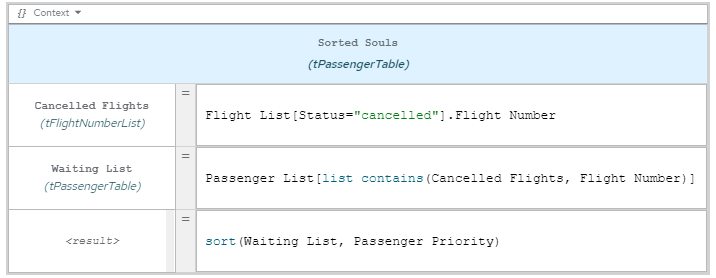 {} Context
Sorted Souls
(tPassengerTable)
Cancelled Flights
(tFlightNumberList)
=
Flight List[Status="cancelled"].Flight Number
Waiting List
(tPassengerTable)
=
Passenger List[list contains(Cancelled Flights, Flight Number)]
<result>
=
sort(Waiting List, Passenger Priority)